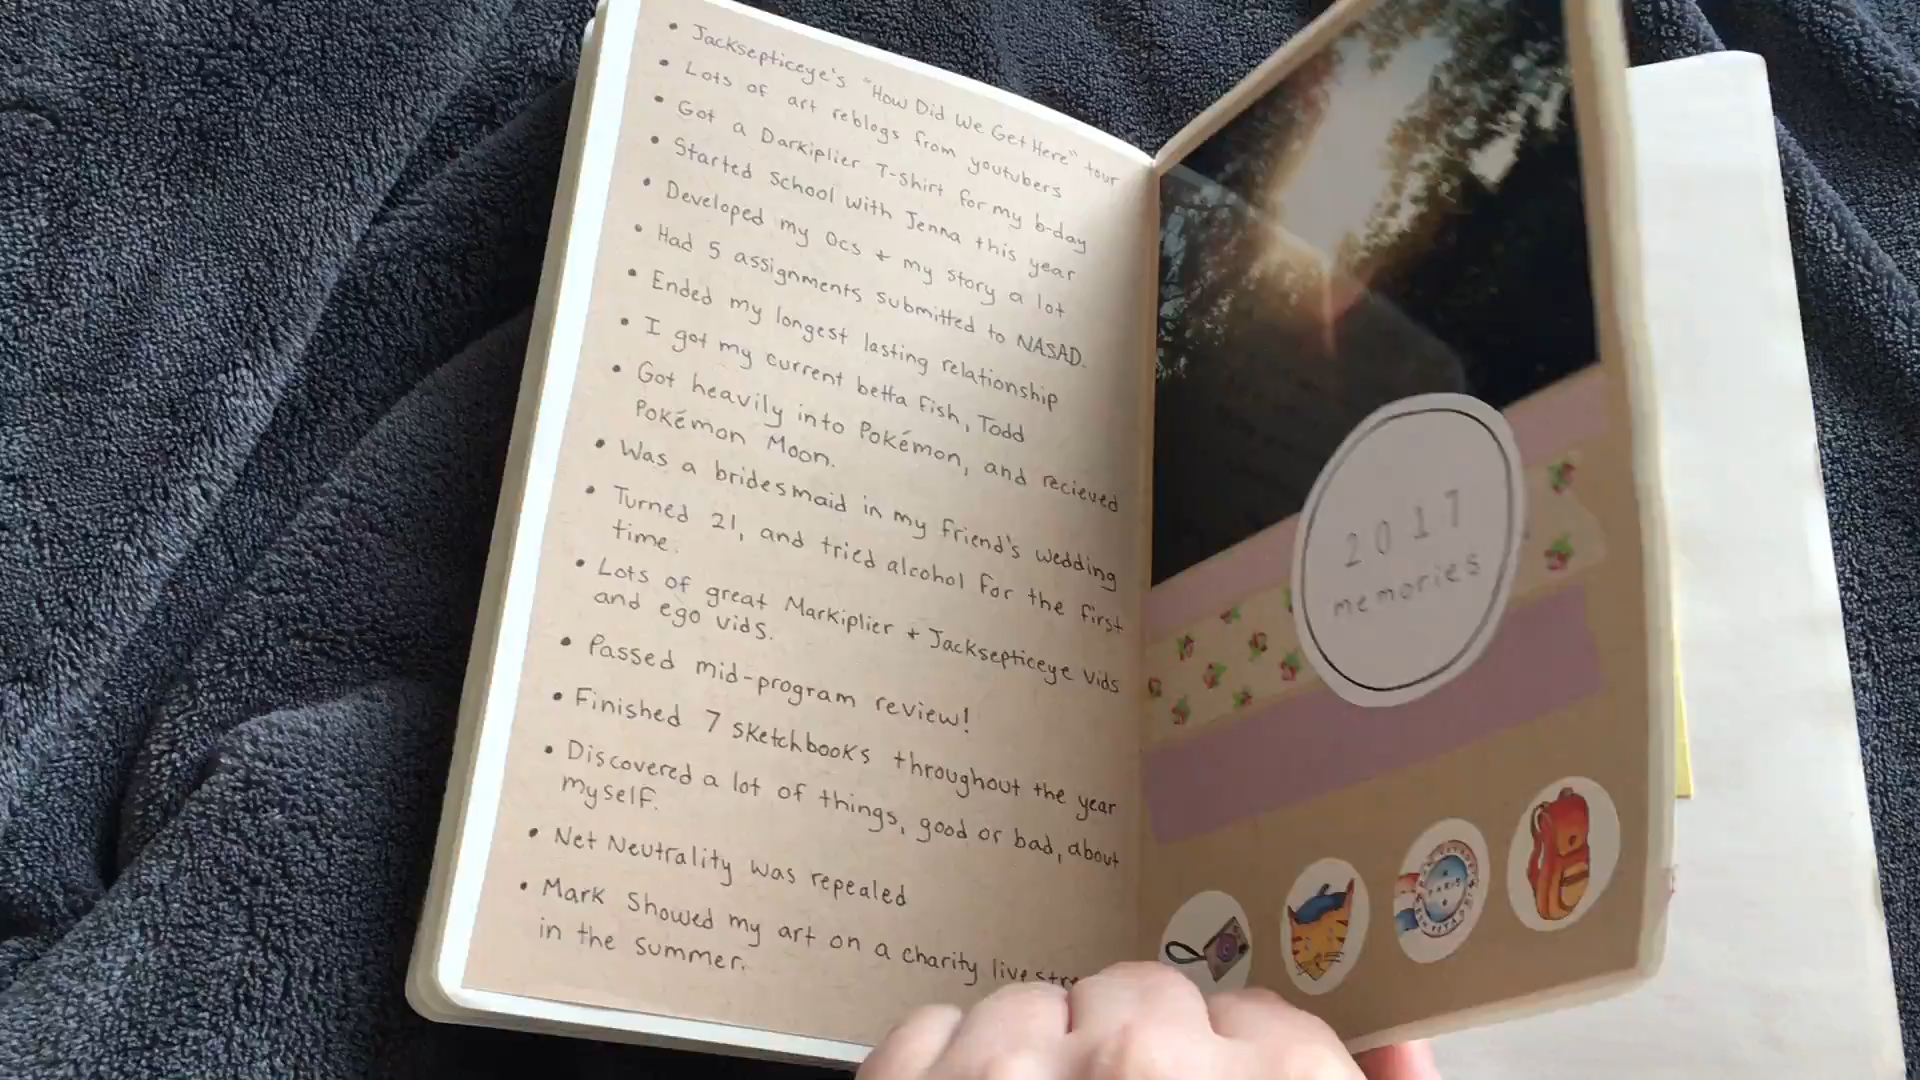 • Jacksepticeye's "How Did We Get Here" tour
• Lots of art reblogs from youtubers
• Got a Darkiplier T-Shirt for my b-day
• Started School with Jenna this year
• Developed my Ocs + my story a lot
• Had 5 assignments submitted to NASAD.
• Ended my longest lasting relationship
• I got my current betta fish, Todd
• Got heavily into Pokémon, and recieved
Pokémon Moon.
• Was a bridesmaid in my friend's wedding
• Turned 21, and tried alcohol for the first
time.
• Lots of great Markiplier + Jacksepticeye vids
and ego vids.
• Passed mid-program review!
• Finished 7 sketchbooks throughout the year
• Discovered a lot of things, good or bad, about
myself.
• Net Neutrality was repealed
• Mark Showed my art on a charity
in the summer.
2017
memories
PARIS